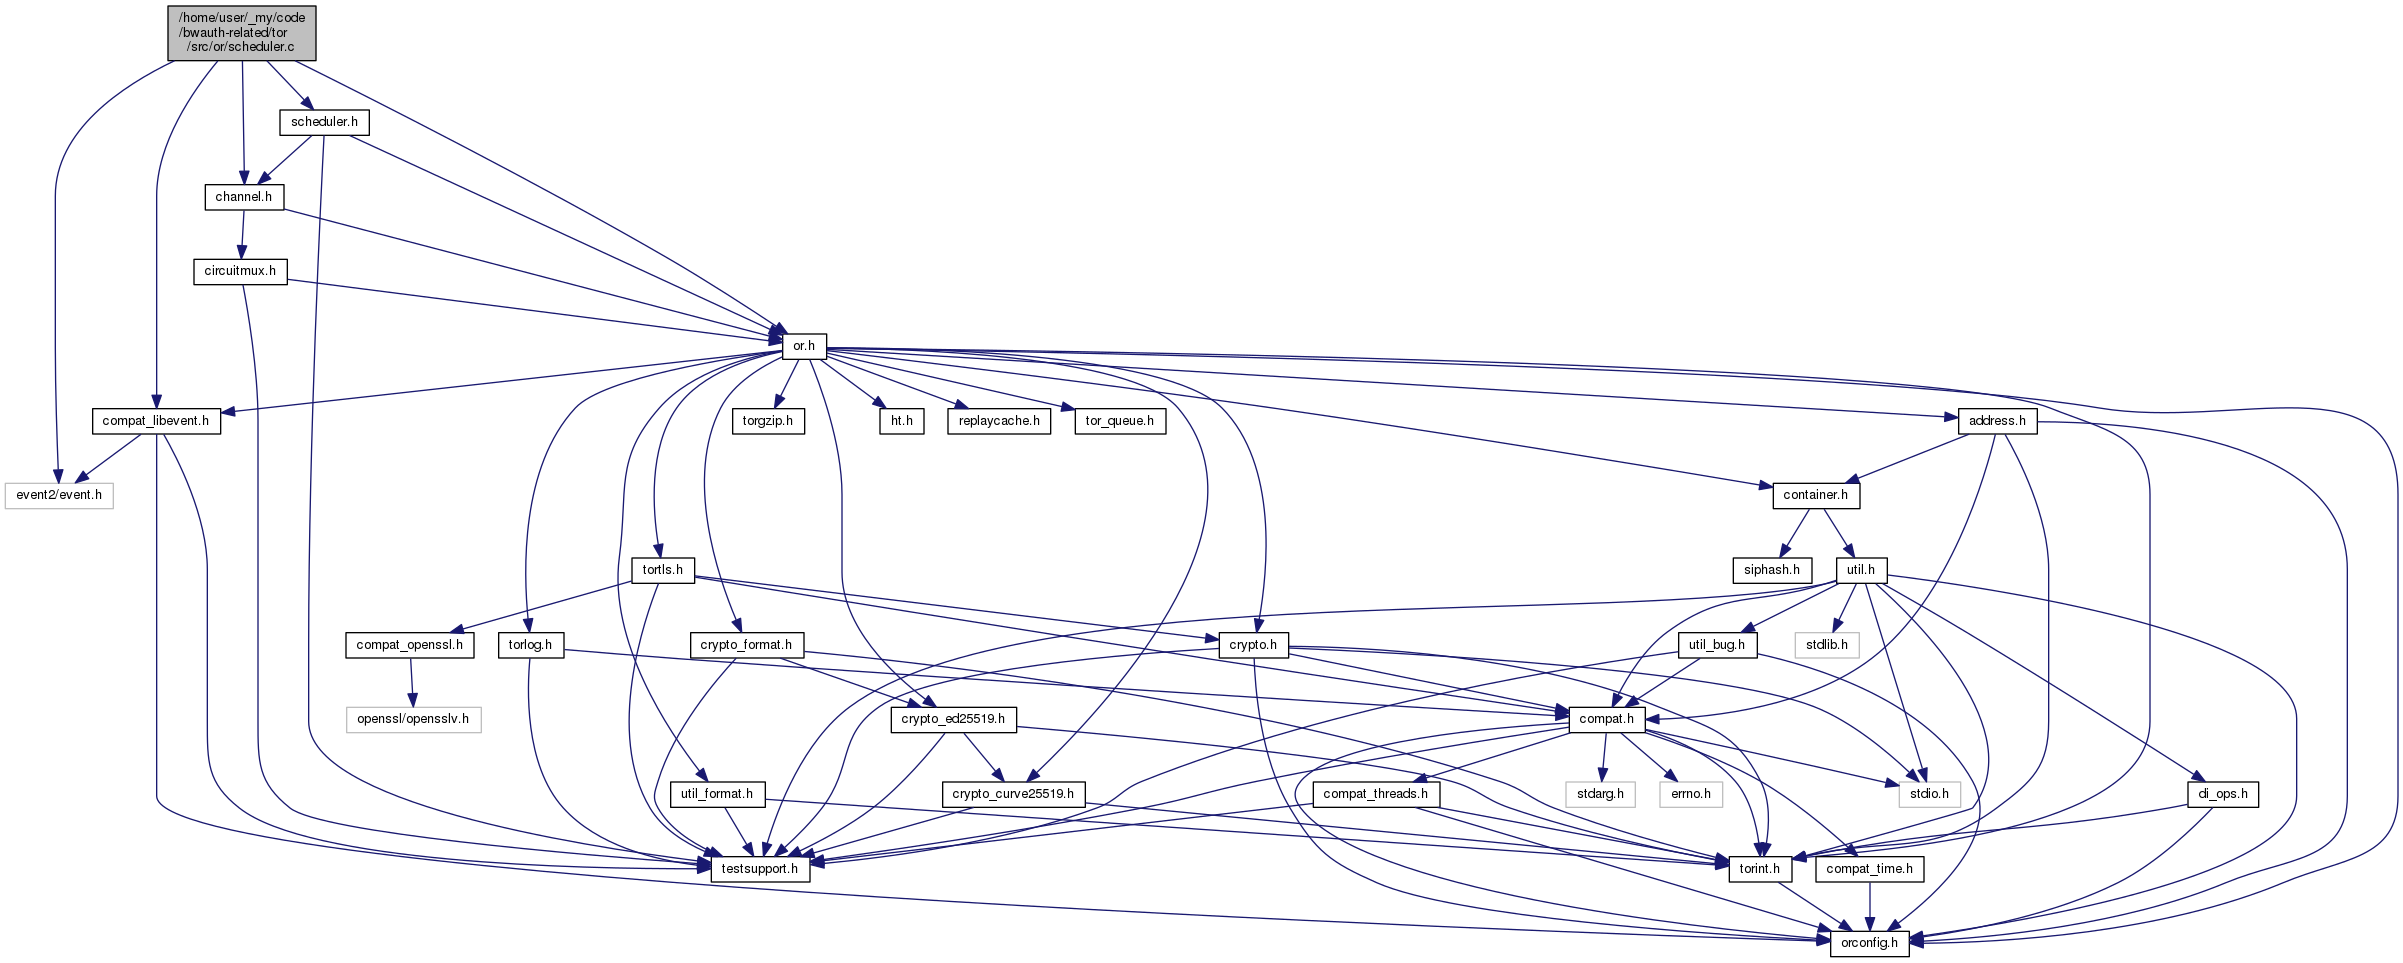 /home/user/_my/code
/bwauth-related/tor
/src/or/scheduler.c
scheduler.h
channel.h
circuitmux.h
or.h
compat_libevent.h
torgzip.h
ht.h
replaycache.h
tor_queue.h
address.h
event2/event.h
container.h
tortls.h
siphash.h
util.h
compat_openssl.h
torlog.h
crypto_format.h
crypto.h
util_bug.h
stdlib.h
openssl/opensslv.h
crypto_ed25519.h
compat.h
util_format.h
crypto_curve25519.h
compat_threads.h
stdarg.h
errno.h
stdio.h
di_ops.h
testsupport.h
torint.h
compat_time.h
orconfig.h